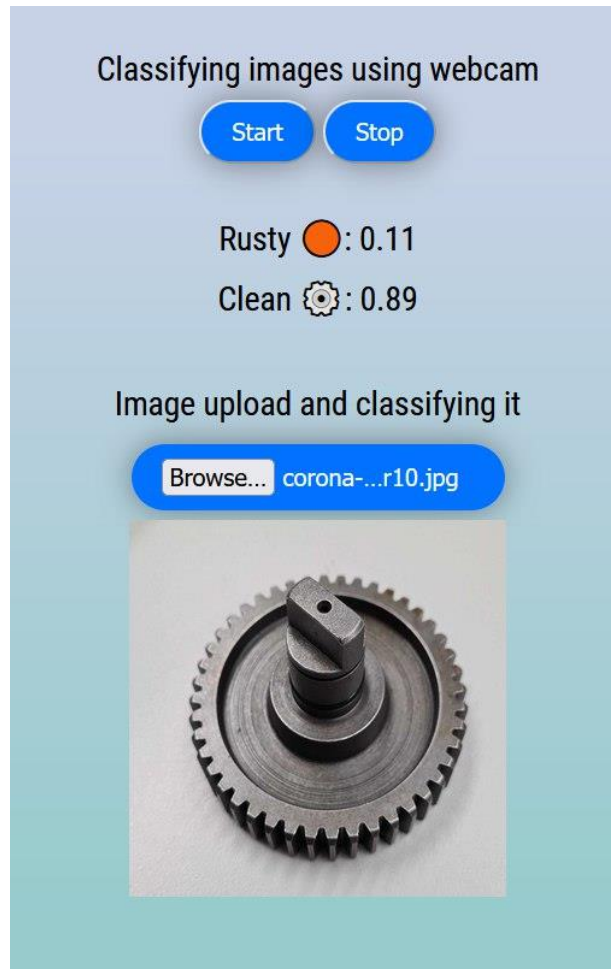 Classifying images using webcam
Start Stop
Rusty : 0.11
Clean : 0.89
Image upload and classifying it
Browse... corona-...r10.jpg